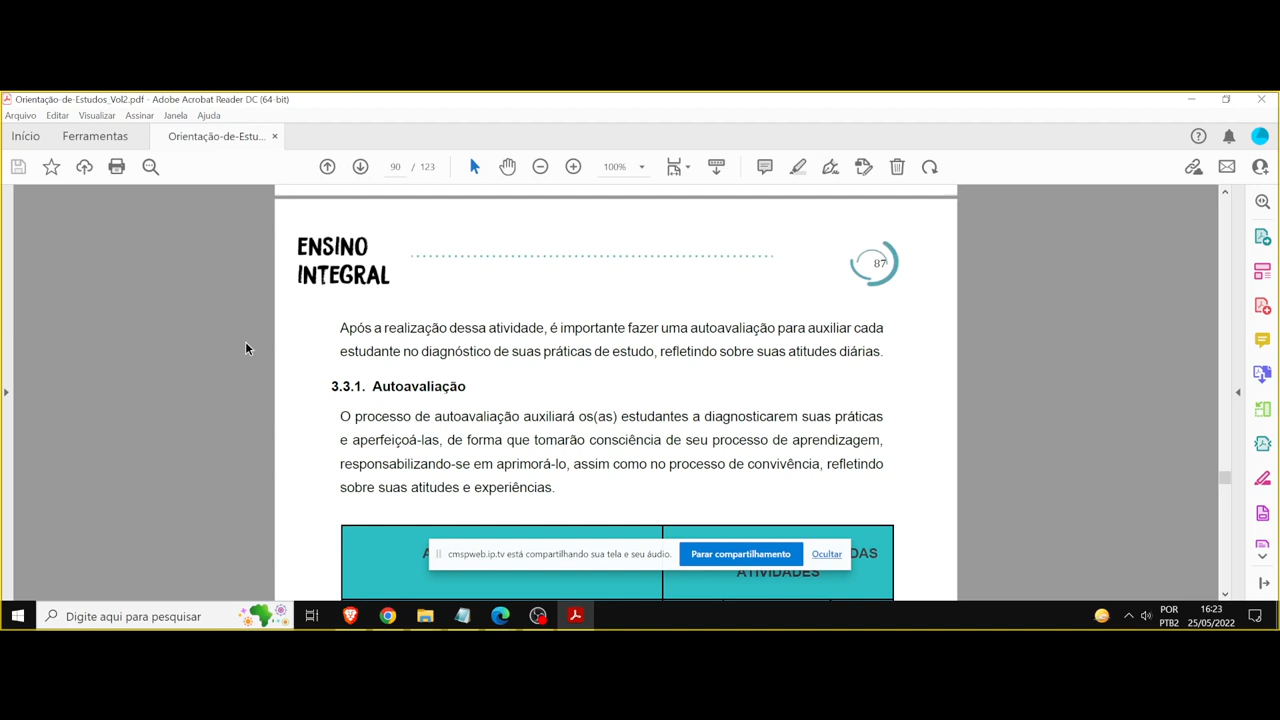 Orientação-de-Estudos_Vol2.pdf - Adobe Acrobat Reader DC (64-bit)
Arquivo Editar Visualizar Assinar Janela Ajuda
Início Ferramentas Orientação-de-Estu... ×
90 / 123 100%
ENSINO
INTEGRAL
87
Após a realização dessa atividade, é importante fazer uma autoavaliação para auxiliar cada
estudante no diagnóstico de suas práticas de estudo, refletindo sobre suas atitudes diárias.
3.3.1. Autoavaliação
O processo de autoavaliação auxiliará os(as) estudantes a diagnosticarem suas práticas
e aperfeiçoá-las, de forma que tomarão consciência de seu processo de aprendizagem,
responsabilizando-se em aprimorá-lo, assim como no processo de convivência, refletindo
sobre suas atitudes e experiências.
DAS
ATIVIDADES
cmspweb.ip.tv está compartilhando sua tela e seu áudio. Parar compartilhamento Ocultar
Digite aqui para pesquisar
POR
PTB2
16:23
25/05/2022